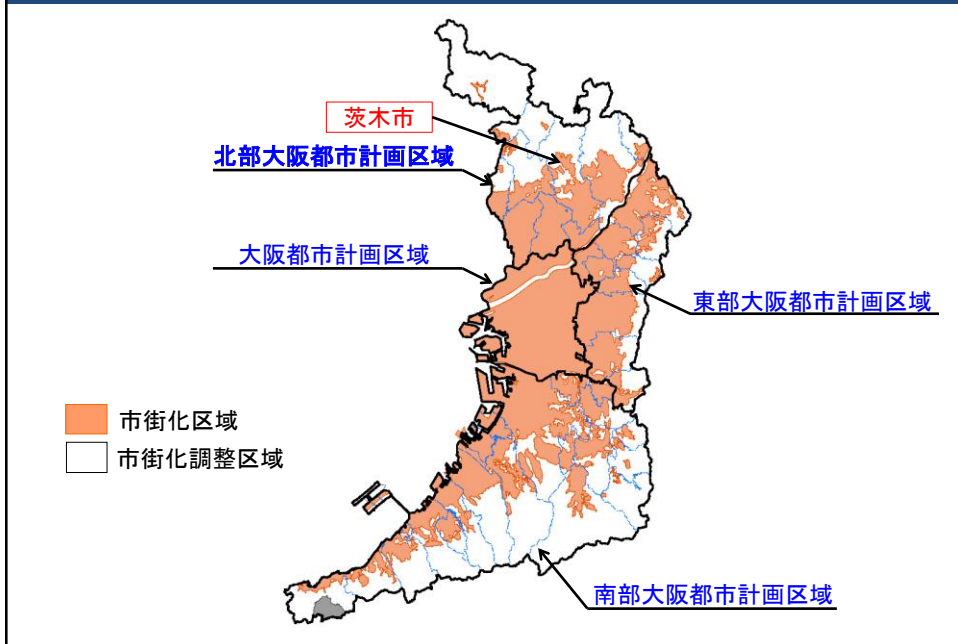 茨木市
北部大阪都市計画区域
大阪都市計画区域
東部大阪都市計画区域
市街化区域
市街化調整区域
南部大阪都市計画区域